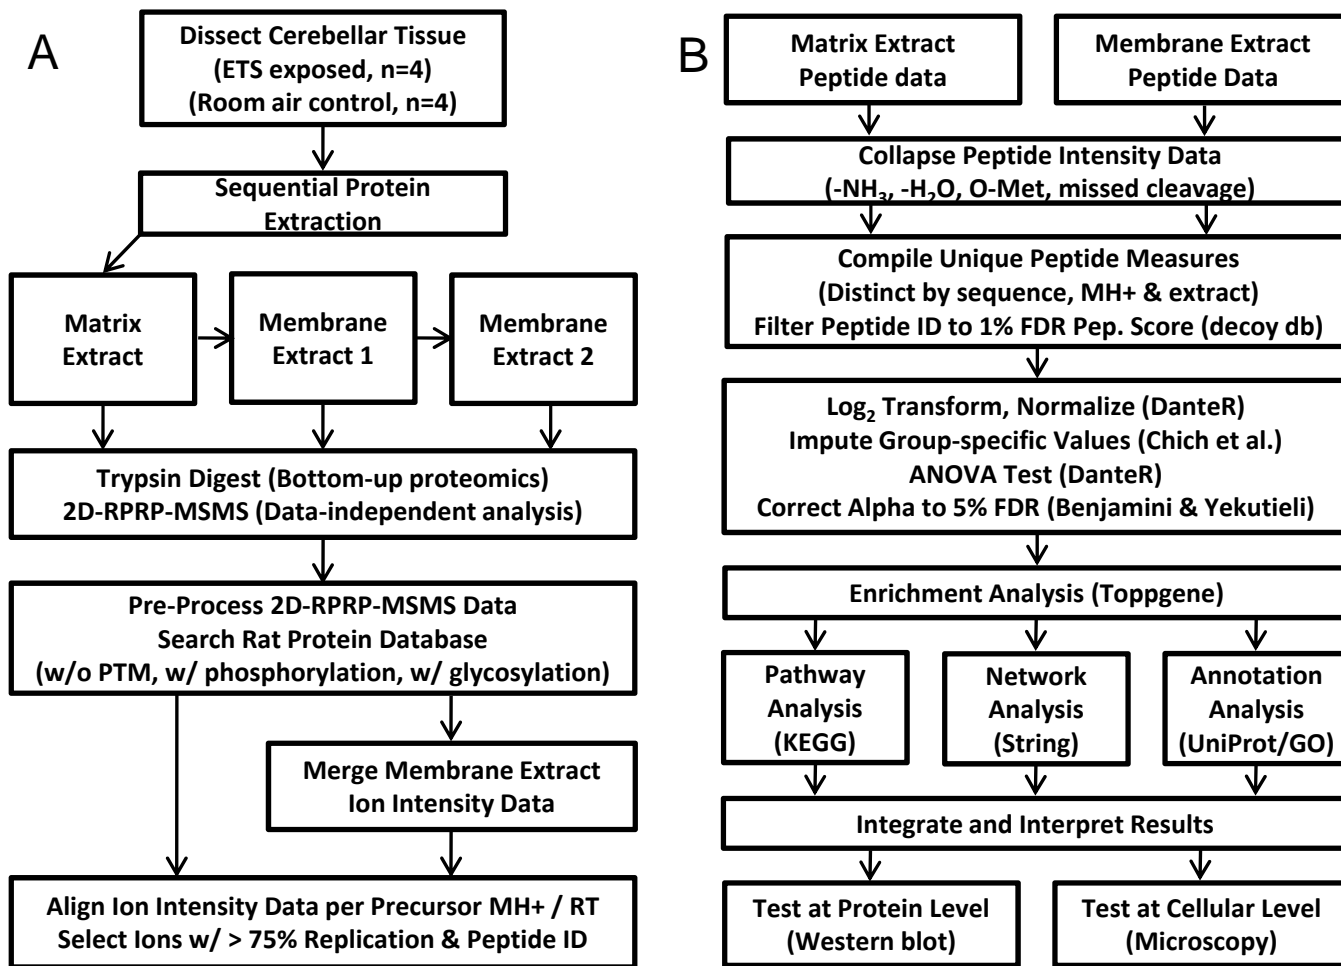 A
Dissect Cerebellar Tissue
(ETS exposed, n=4)
(Room air control, n=4)
Sequential Protein
Extraction
Matrix
Extract
Membrane
Extract 1
Membrane
Extract 2
Trypsin Digest (Bottom-up proteomics)
2D-RPRP-MSMS (Data-independent analysis)
Pre-Process 2D-RPRP-MSMS Data
Search Rat Protein Database
(w/o PTM, w/ phosphorylation, w/ glycosylation)
Merge Membrane Extract
Ion Intensity Data
Align Ion Intensity Data per Precursor MH+ / RT
Select Ions w/ > 75% Replication & Peptide ID
B
Matrix Extract
Peptide data
Membrane Extract
Peptide Data
Collapse Peptide Intensity Data
(-NH₃, -H₂O, O-Met, missed cleavage)
Compile Unique Peptide Measures
(Distinct by sequence, MH+ & extract)
Filter Peptide ID to 1% FDR Pep. Score (decoy db)
Log₂ Transform, Normalize (DanteR)
Impute Group-specific Values (Chich et al.)
ANOVA Test (DanteR)
Correct Alpha to 5% FDR (Benjamini & Yekutieli)
Enrichment Analysis (Toppgene)
Pathway
Analysis
(KEGG)
Network
Analysis
(String)
Annotation
Analysis
(UniProt/GO)
Integrate and Interpret Results
Test at Protein Level
(Western blot)
Test at Cellular Level
(Microscopy)